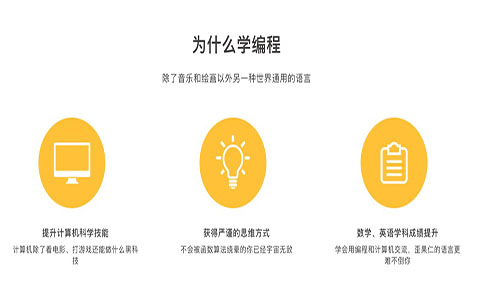 为什么学编程
除了音乐和绘画以外另一种世界通用的语言
提升计算机科学技能
计算机除了看电影、打游戏还能做什么黑科
技
获得严谨的思维方式
不会被函数算法绕晕的你已经宇宙无敌
数学、英语学科成绩提升
学会用编程和计算机交流，歪果仁的语言更
难不倒你